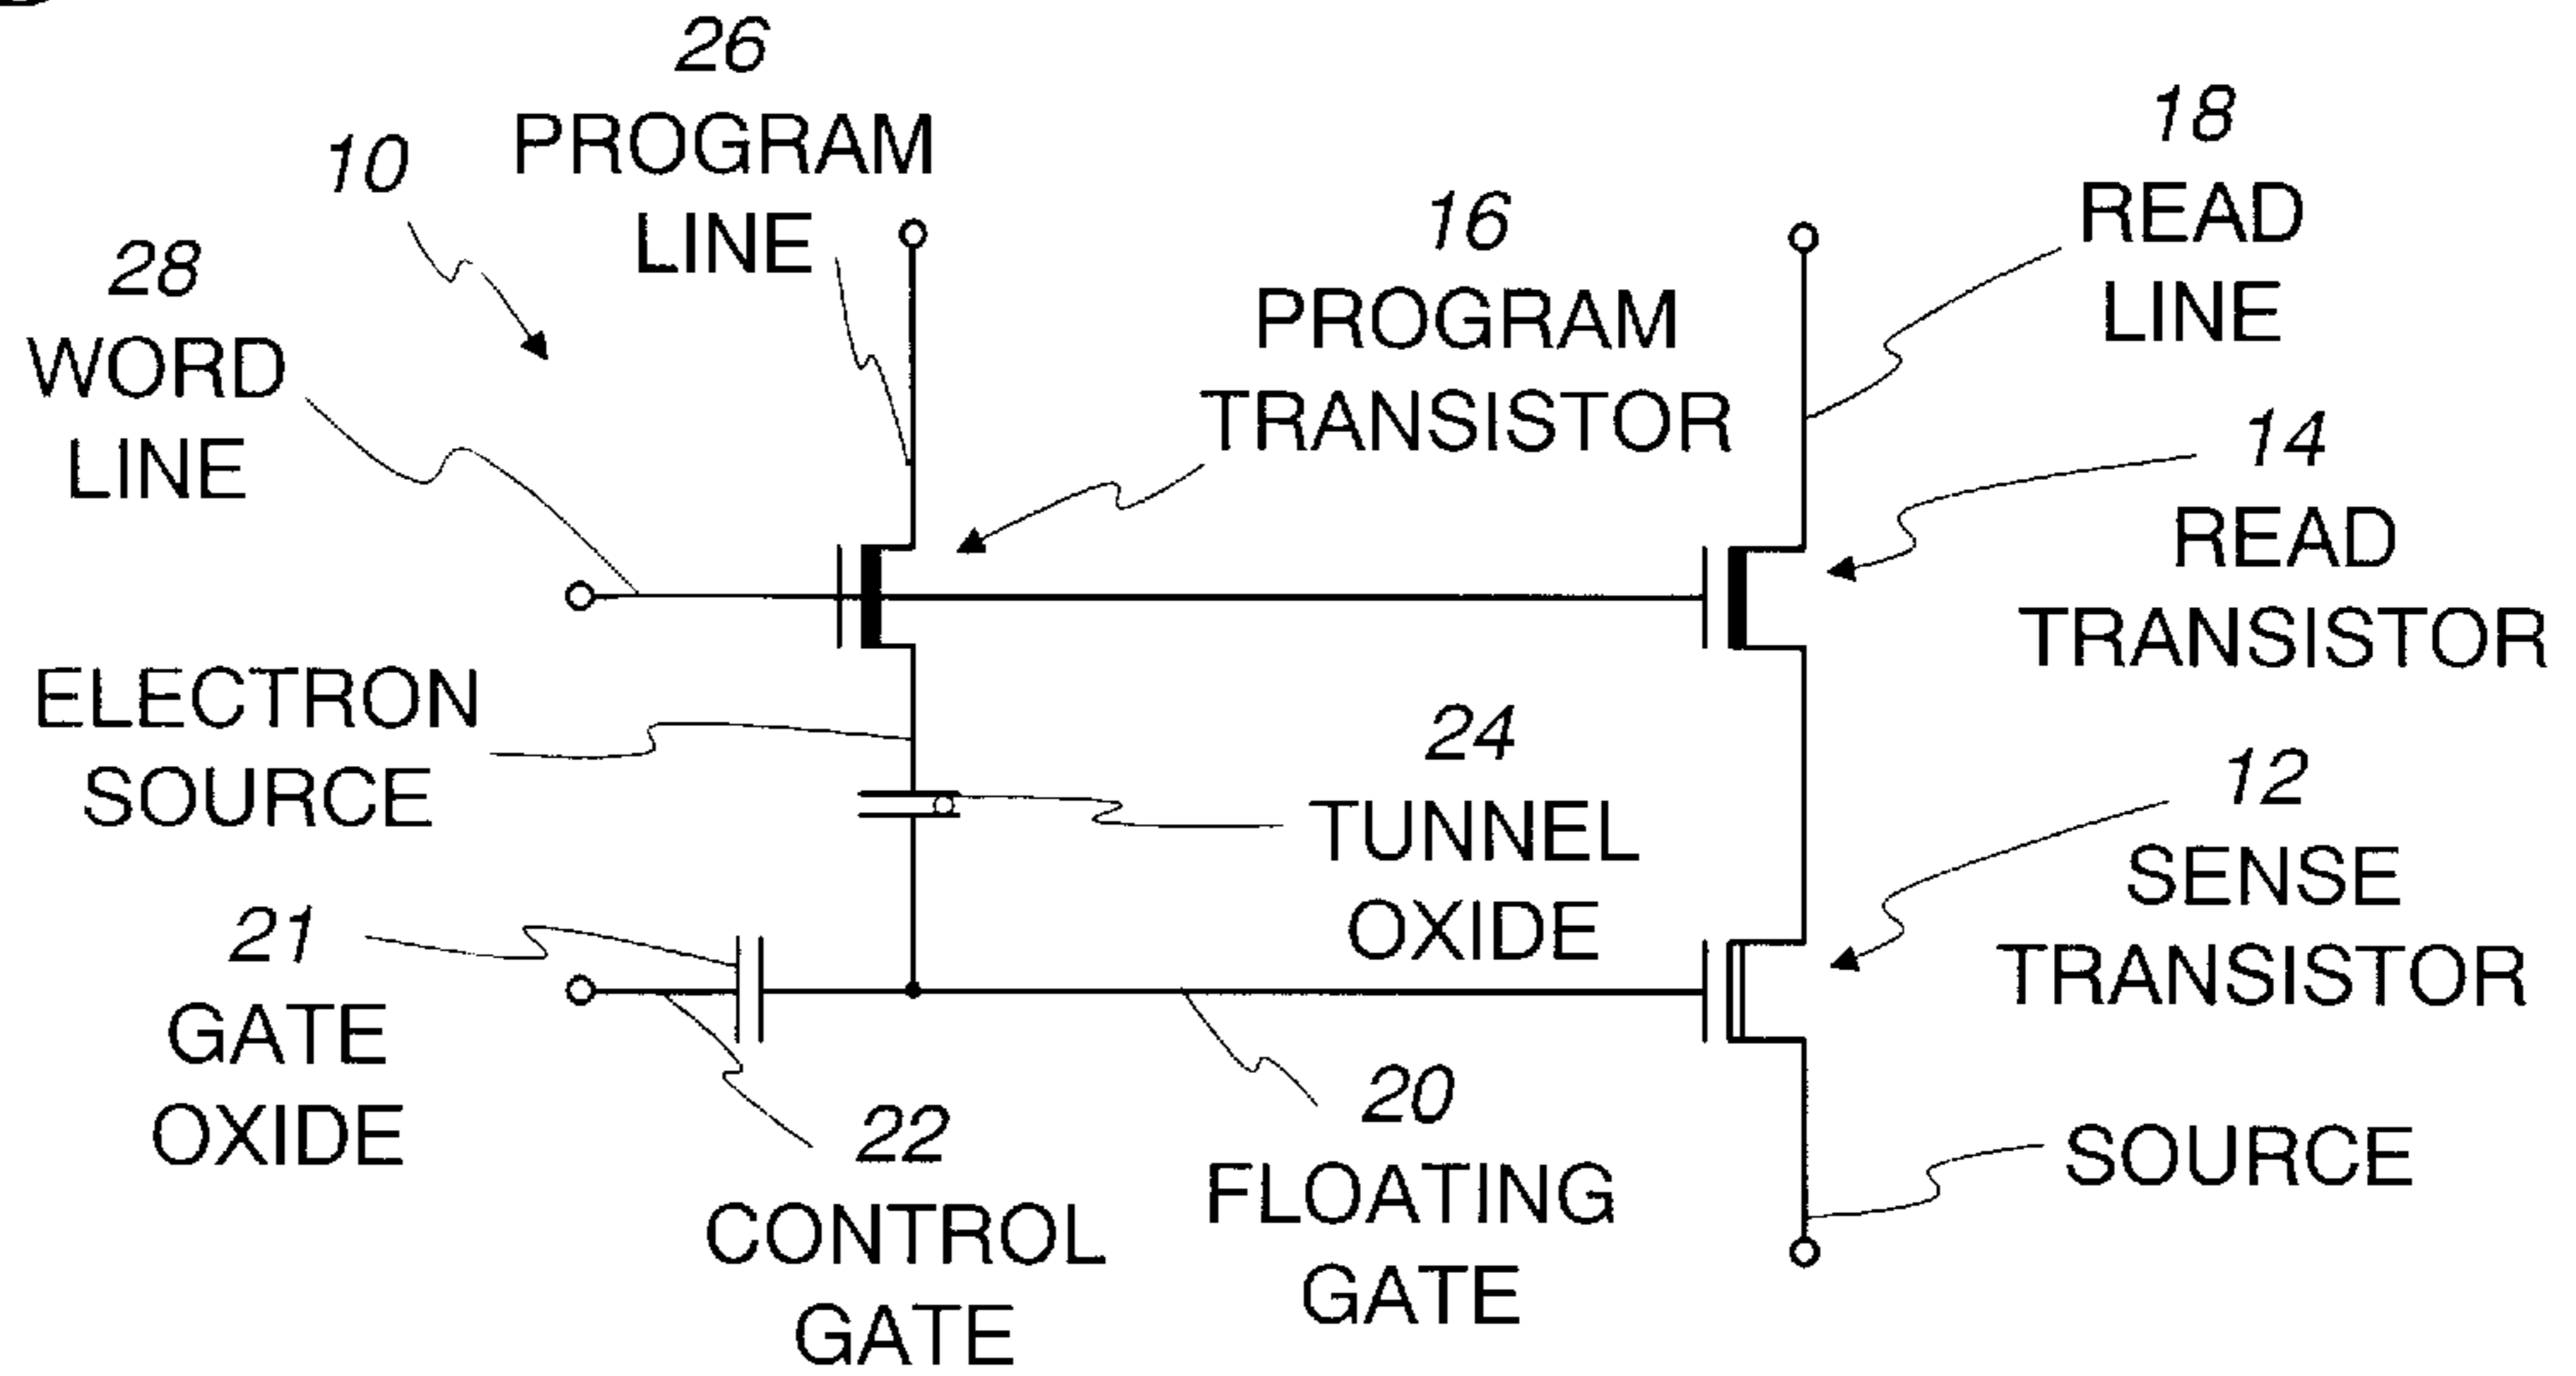 26
PROGRAM
LINE
10
28
WORD
LINE
16
PROGRAM
TRANSISTOR
18
READ
LINE
14
READ
TRANSISTOR
ELECTRON
SOURCE
24
TUNNEL
OXIDE
12
SENSE
TRANSISTOR
21
GATE
OXIDE
22
CONTROL
GATE
20
FLOATING
GATE
SOURCE